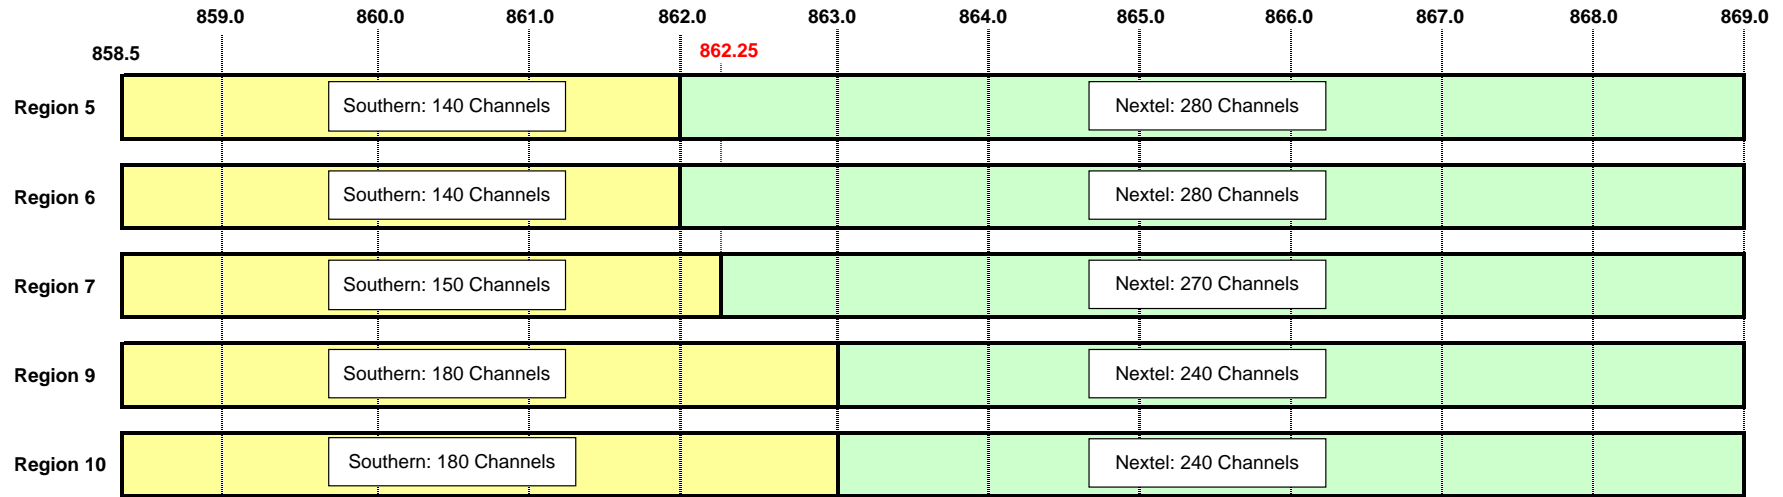 859.0 860.0 861.0 862.0 863.0 864.0 865.0 866.0 867.0 868.0 869.0
858.5 862.25
Region 5 Southern: 140 Channels Nextel: 280 Channels
Region 6 Southern: 140 Channels Nextel: 280 Channels
Region 7 Southern: 150 Channels Nextel: 270 Channels
Region 9 Southern: 180 Channels Nextel: 240 Channels
Region 10 Southern: 180 Channels Nextel: 240 Channels